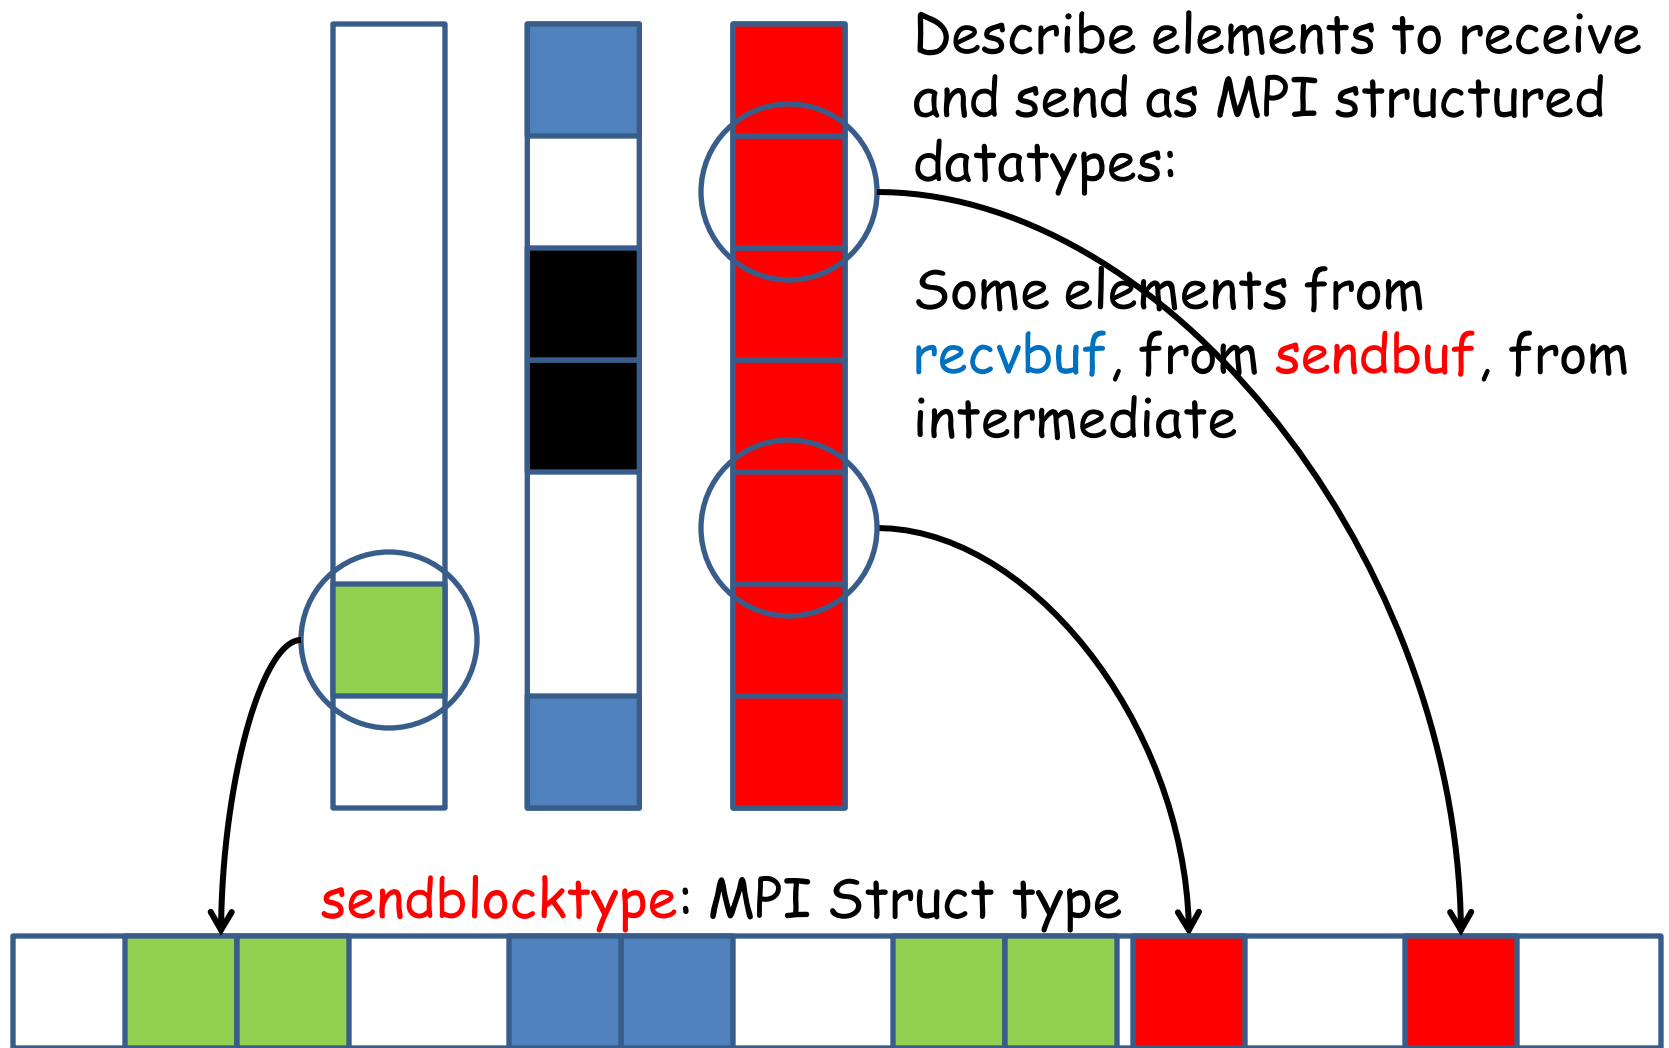 Describe elements to receive
and send as MPI structured
datatypes:
Some elements from
recvbuf, from sendbuf, from
intermediate
sendblocktype: MPI Struct type